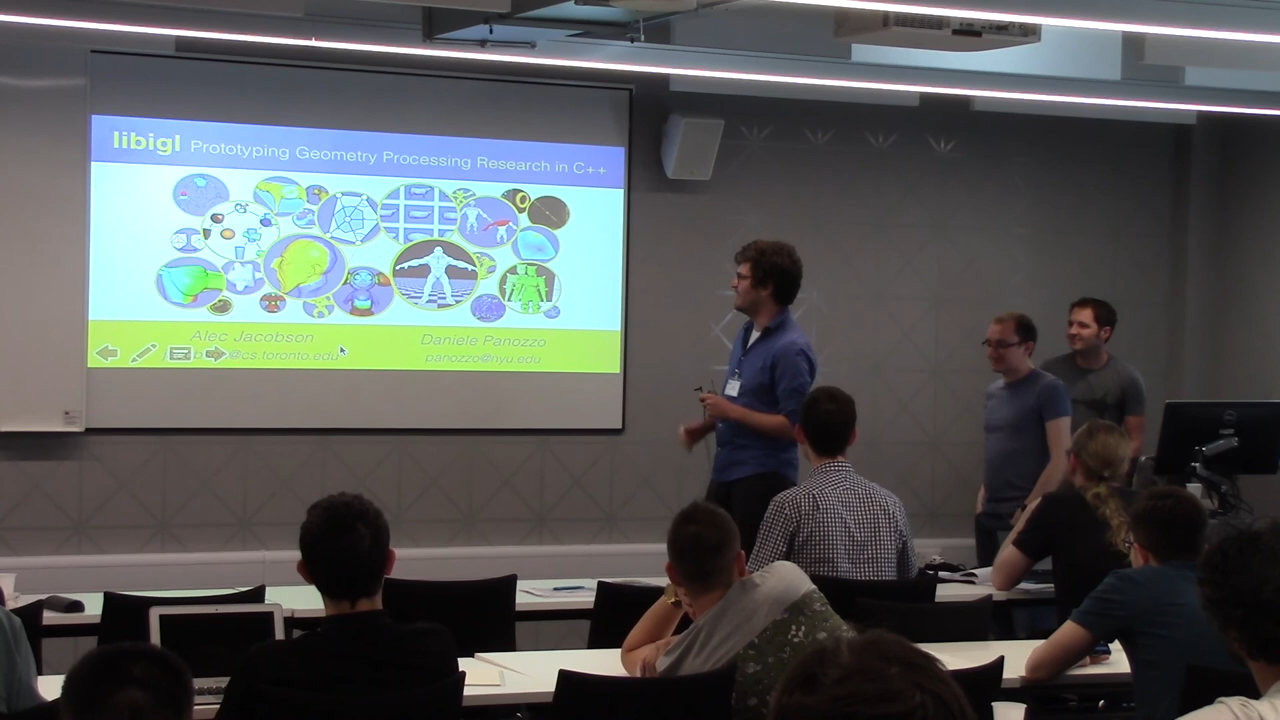 libigl Prototyping Geometry Processing Research in C++
Alec Jacobson Daniele Panozzo
@cs.toronto.edu panozzo@nyu.edu